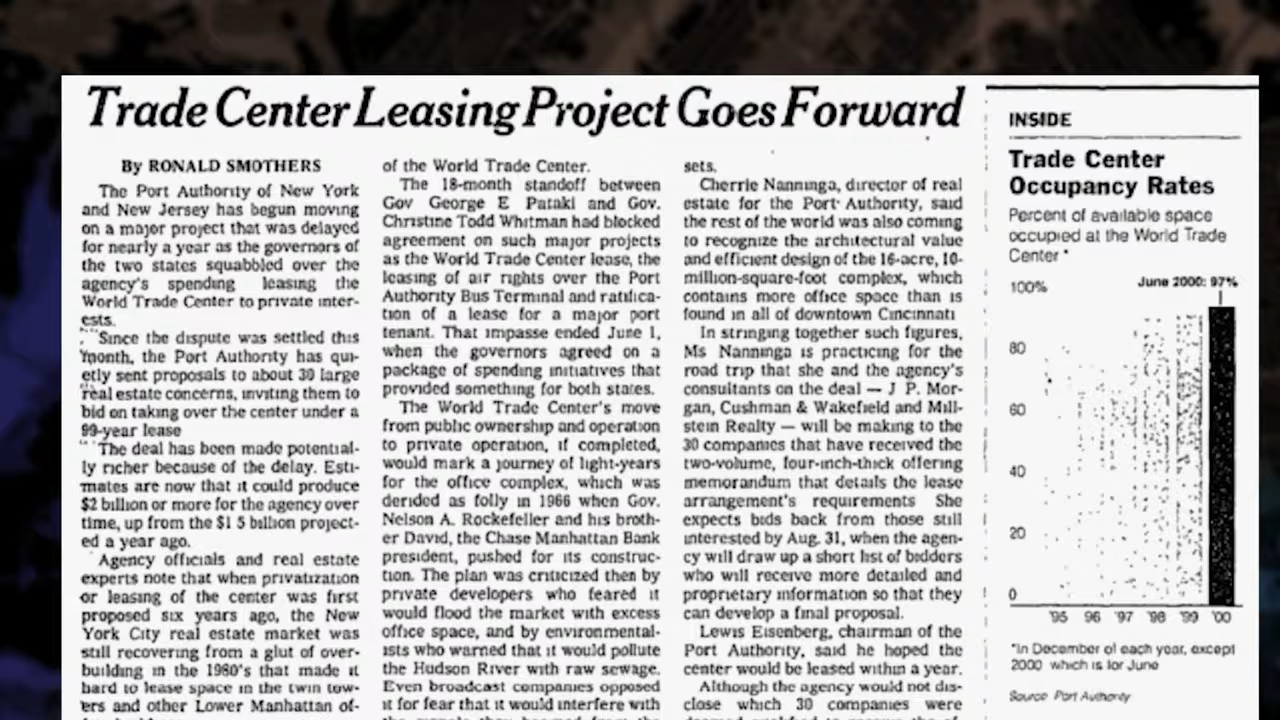 Trade Center Leasing Project Goes Forward
By RONALD SMOTHERS
The Port Authority of New York
and New Jersey has begun moving
on a major project that was delayed
for nearly a year as the governors of
the two states squabbled over the
agency's spending leasing the
World Trade Center to private inter-
ests.
Since the dispute was settled this
month, the Port Authority has qui-
etly sent proposals to about 30 large
real estate concerns, inviting them to
bid on taking over the center under a
99-year lease
The deal has been made potential-
ly richer because of the delay. Esti-
mates are now that it could produce
$2 billion or more for the agency over
time, up from the $1 5 billion project-
ed a year ago.
Agency officials and real estate
experts note that when privatization
or leasing of the center was first
proposed six years ago, the New
York City real estate market was
still recovering from a glut of over-
building in the 1980's that made it
hard to lease space in the twin tow-
ers and other Lower Manhattan of-
of the World Trade Center.
The 18-month standoff between
Gov George E Pataki and Gov.
Christine Todd Whitman had blocked
agreement on such major projects
as the World Trade Center lease, the
leasing of air rights over the Port
Authority Bus Terminal and ratifica-
tion of a lease for a major port
tenant. That impasse ended June 1,
when the governors agreed on a
package of spending initiatives that
provided something for both states.
The World Trade Center's move
from public ownership and operation
to private operation, if completed,
would mark a journey of light-years
for the office complex, which was
derided as folly in 1966 when Gov.
Nelson A. Rockefeller and his broth-
er David, the Chase Manhattan Bank
president, pushed for its construc-
tion. The plan was criticized then by
private developers who feared it
would flood the market with excess
office space, and by environmental-
ists who warned that it would pollute
the Hudson River with raw sewage.
Even broadcast companies opposed
it for fear that it would interfere with
sets.
Cherrie Nanninga, director of real
estate for the Port Authority, said
the rest of the world was also coming
to recognize the architectural value
and efficient design of the 16-acre, 10-
million-square-foot complex, which
contains more office space than is
found in all of downtown Cincinnati
In stringing together such figures,
Ms Nanninga is practicing for the
road trip that she and the agency's
consultants on the deal — J P. Mor-
gan, Cushman & Wakefield and Mill-
stein Realty — will be making to the
30 companies that have received the
two-volume, four-inch-thick offering
memorandum that details the lease
arrangement's requirements She
expects bids back from those still
interested by Aug. 31, when the agen-
cy will draw up a short list of bidders
who will receive more detailed and
proprietary information so that they
can develop a final proposal.
Lewis Eisenberg, chairman of the
Port Authority, said he hoped the
center would be leased within a year.
Although the agency would not dis-
close which 30 companies were
INSIDE
Trade Center
Occupancy Rates
Percent of available space
occupied at the World Trade
Center *
100%
June 2000: 97%
80
60
40
20
0
'95 '96 '97 '98 '99 '00
*In December of each year, except
2000 which is for June
Source Port Authority